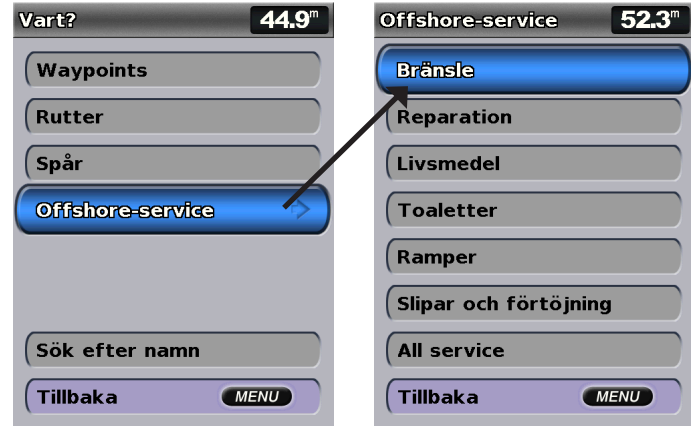 Vart? 44.9m
Waypoints
Rutter
Spår
Offshore-service
Sök efter namn
Tillbaka MENU
Offshore-service 52.3m
Bränsle
Reparation
Livsmedel
Toaletter
Ramper
Slipar och förtöjning
All service
Tillbaka MENU